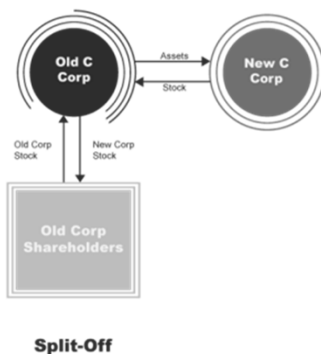 Old C
Corp
Assets
Stock
New C
Corp
Old Corp
Stock
New Corp
Stock
Old Corp
Shareholders
Split-Off